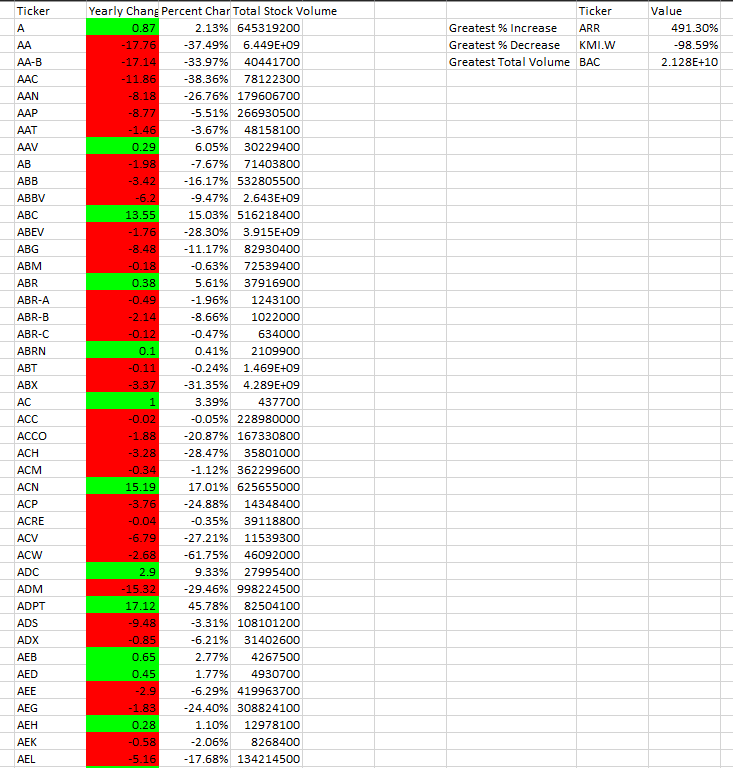 Ticker Yearly Chang Percent Char Total Stock Volume Ticker Value
A 0.87 2.13% 645319200 Greatest % Increase ARR 491.30%
AA -17.76 -37.49% 6.449E+09 Greatest % Decrease KMI.W -98.59%
AA-B -17.14 -33.97% 40441700 Greatest Total Volume BAC 2.128E+10
AAC -11.86 -38.36% 78122300
AAN -8.18 -26.76% 179606700
AAP -8.77 -5.51% 266930500
AAT -1.46 -3.67% 48158100
AAV 0.29 6.05% 30229400
AB -1.98 -7.67% 71403800
ABB -3.42 -16.17% 532805500
ABBV -6.2 -9.47% 2.643E+09
ABC 13.55 15.03% 516218400
ABEV -1.76 -28.30% 3.915E+09
ABG -8.48 -11.17% 82930400
ABM -0.18 -0.63% 72539400
ABR 0.38 5.61% 37916900
ABR-A -0.49 -1.96% 1243100
ABR-B -2.14 -8.66% 1022000
ABR-C -0.12 -0.47% 634000
ABRN 0.1 0.41% 2109900
ABT -0.11 -0.24% 1.469E+09
ABX -3.37 -31.35% 4.289E+09
AC 1 3.39% 437700
ACC -0.02 -0.05% 228980000
ACCO -1.88 -20.87% 167330800
ACH -3.28 -28.47% 35801000
ACM -0.34 -1.12% 362299600
ACN 15.19 17.01% 625655000
ACP -3.76 -24.88% 14348400
ACRE -0.04 -0.35% 39118800
ACV -6.79 -27.21% 11539300
ACW -2.68 -61.75% 46092000
ADC 2.9 9.33% 27995400
ADM -15.32 -29.46% 998224500
ADPT 17.12 45.78% 82504100
ADS -9.48 -3.31% 108101200
ADX -0.85 -6.21% 31402600
AEB 0.65 2.77% 4267500
AED 0.45 1.77% 4930700
AEE -2.9 -6.29% 419963700
AEG -1.83 -24.40% 308824100
AEH 0.28 1.10% 12978100
AEK -0.58 -2.06% 8268400
AEL -5.16 -17.68% 134214500